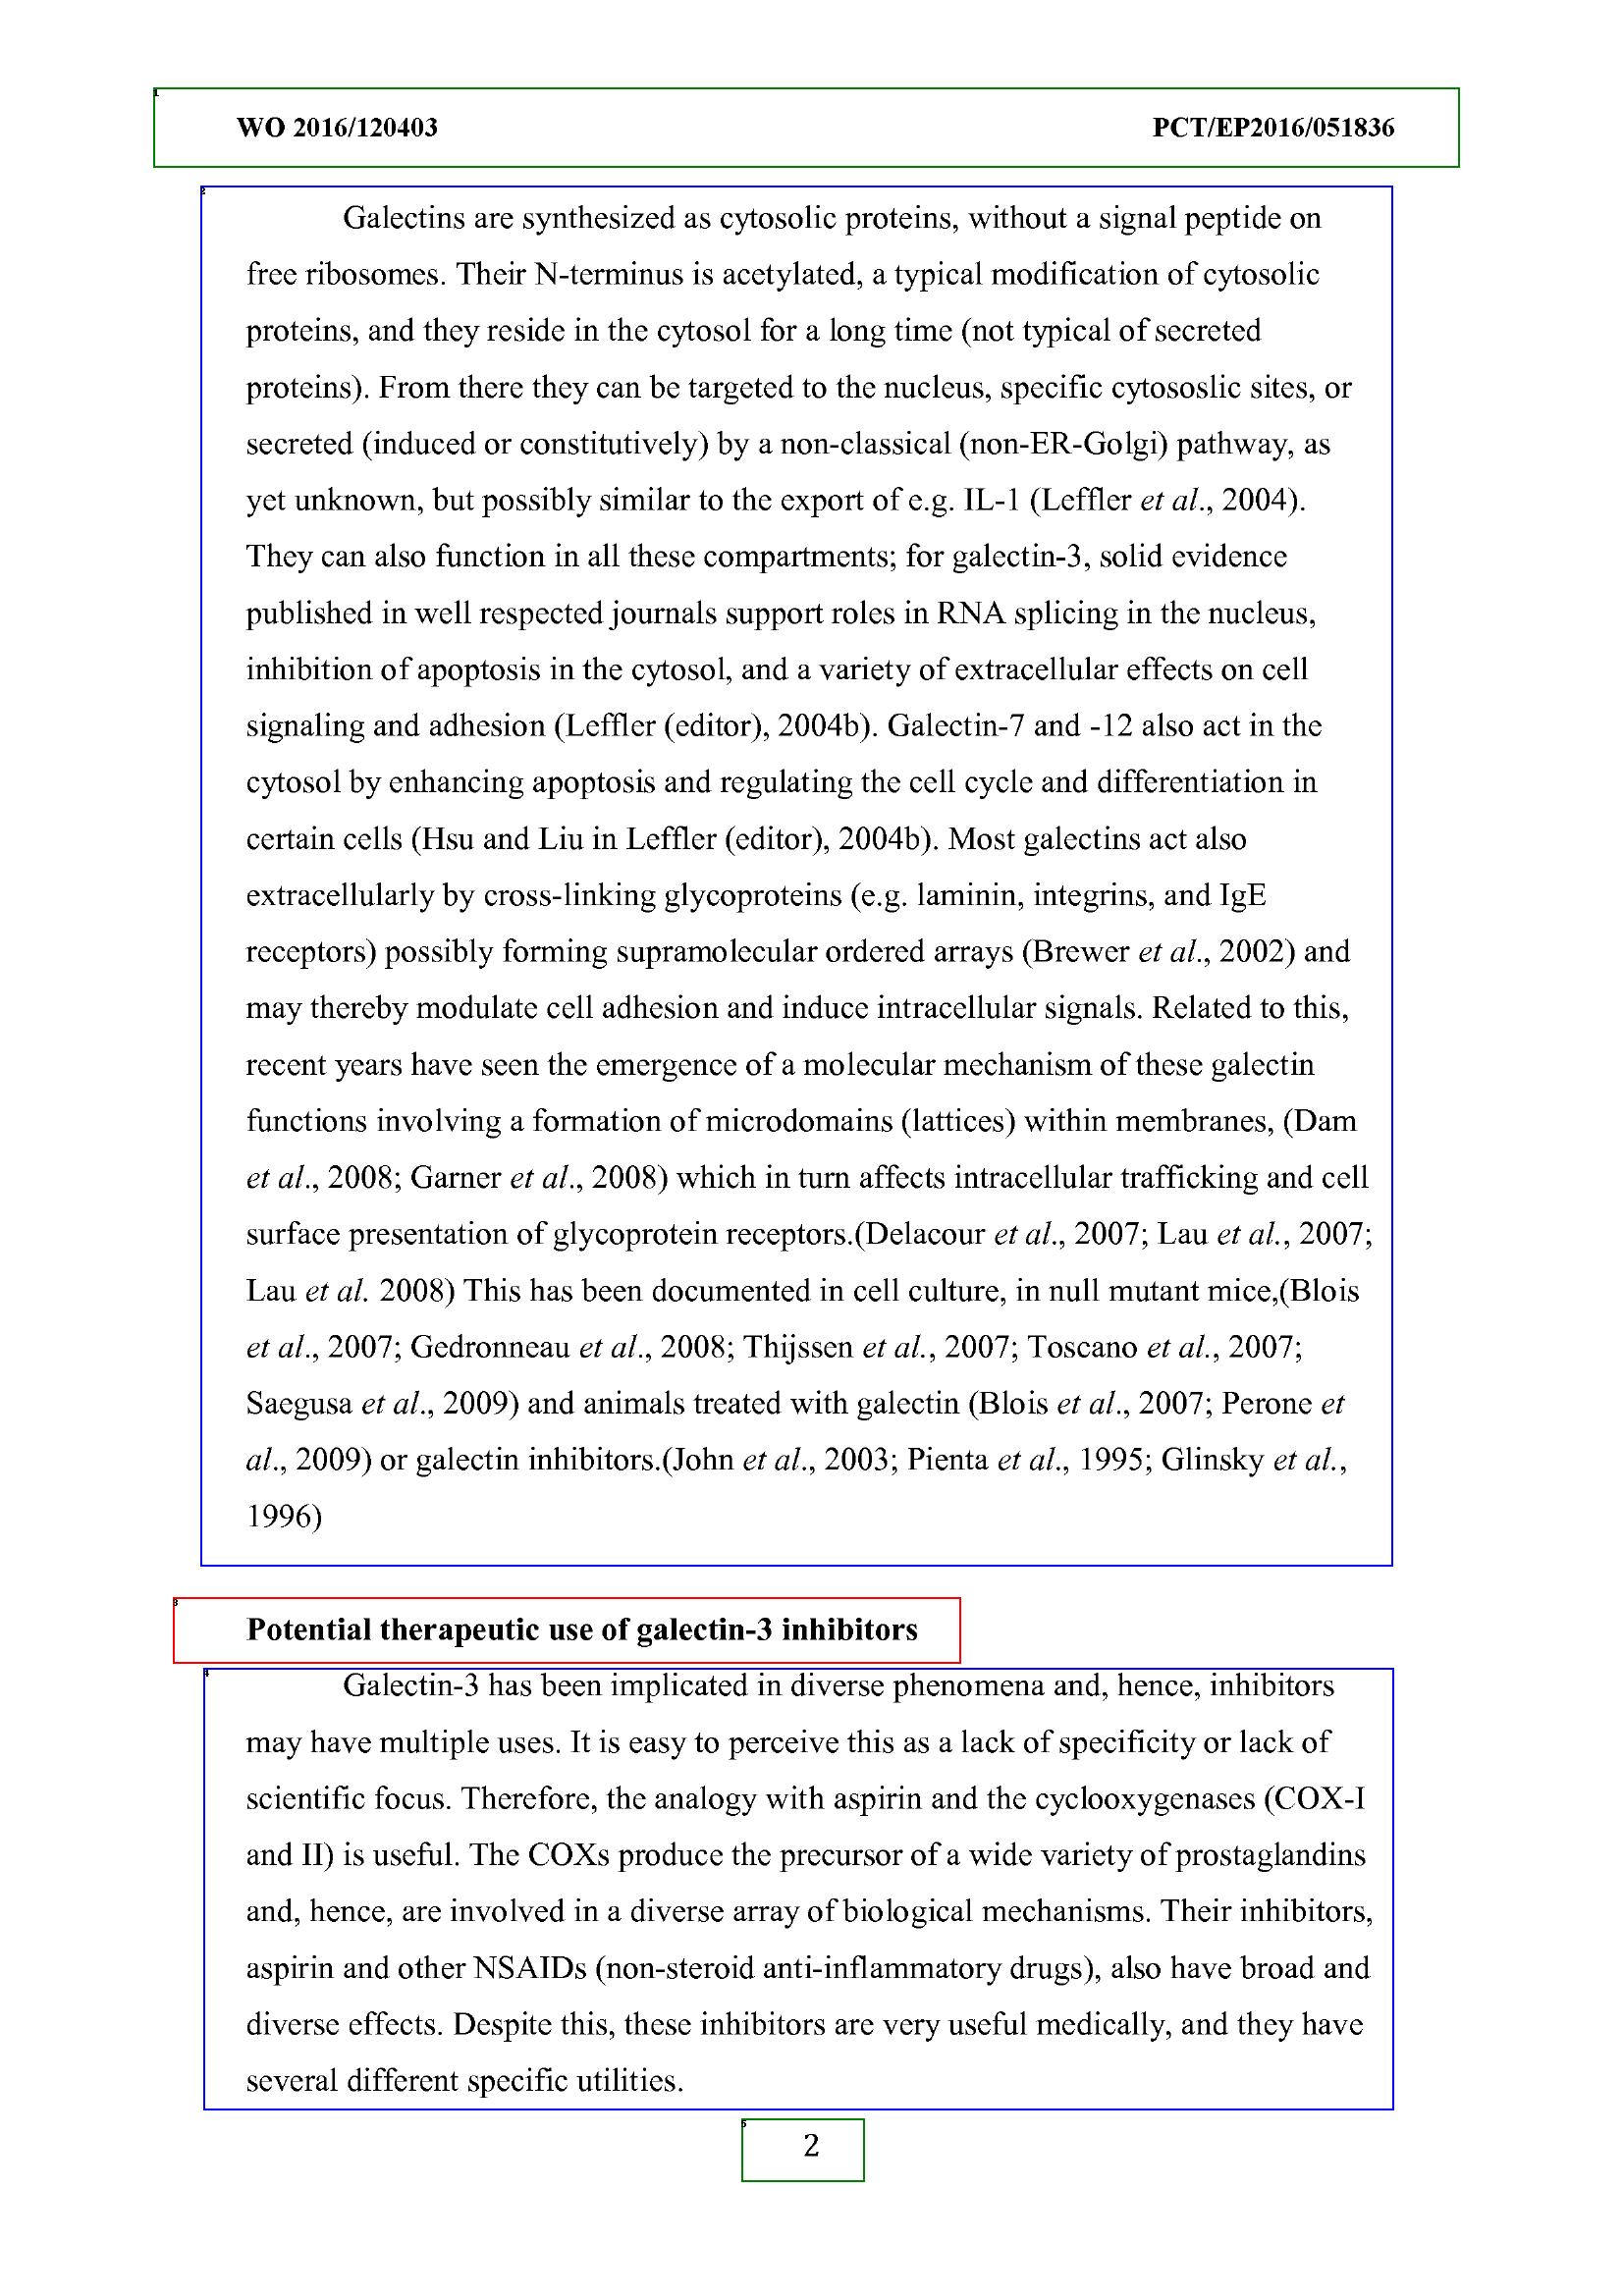 WO 2016/120403 PCT/EP2016/051836
Galectins are synthesized as cytosolic proteins, without a signal peptide on
free ribosomes. Their N-terminus is acetylated, a typical modification of cytosolic
proteins, and they reside in the cytosol for a long time (not typical of secreted
proteins). From there they can be targeted to the nucleus, specific cytososlic sites, or
secreted (induced or constitutively) by a non-classical (non-ER-Golgi) pathway, as
yet unknown, but possibly similar to the export of e.g. IL-1 (Leffler et al., 2004).
They can also function in all these compartments; for galectin-3, solid evidence
published in well respected journals support roles in RNA splicing in the nucleus,
inhibition of apoptosis in the cytosol, and a variety of extracellular effects on cell
signaling and adhesion (Leffler (editor), 2004b). Galectin-7 and -12 also act in the
cytosol by enhancing apoptosis and regulating the cell cycle and differentiation in
certain cells (Hsu and Liu in Leffler (editor), 2004b). Most galectins act also
extracellularly by cross-linking glycoproteins (e.g. laminin, integrins, and IgE
receptors) possibly forming supramolecular ordered arrays (Brewer et al., 2002) and
may thereby modulate cell adhesion and induce intracellular signals. Related to this,
recent years have seen the emergence of a molecular mechanism of these galectin
functions involving a formation of microdomains (lattices) within membranes, (Dam
et al., 2008; Garner et al., 2008) which in turn affects intracellular trafficking and cell
surface presentation of glycoprotein receptors.(Delacour et al., 2007; Lau et al., 2007;
Lau et al. 2008) This has been documented in cell culture, in null mutant mice,(Blois
et al., 2007; Gedronneau et al., 2008; Thijssen et al., 2007; Toscano et al., 2007;
Saegusa et al., 2009) and animals treated with galectin (Blois et al., 2007; Perone et
al., 2009) or galectin inhibitors.(John et al., 2003; Pienta et al., 1995; Glinsky et al.,
1996)
Potential therapeutic use of galectin-3 inhibitors
Galectin-3 has been implicated in diverse phenomena and, hence, inhibitors
may have multiple uses. It is easy to perceive this as a lack of specificity or lack of
scientific focus. Therefore, the analogy with aspirin and the cyclooxygenases (COX-I
and II) is useful. The COXs produce the precursor of a wide variety of prostaglandins
and, hence, are involved in a diverse array of biological mechanisms. Their inhibitors,
aspirin and other NSAIDs (non-steroid anti-inflammatory drugs), also have broad and
diverse effects. Despite this, these inhibitors are very useful medically, and they have
several different specific utilities.
2